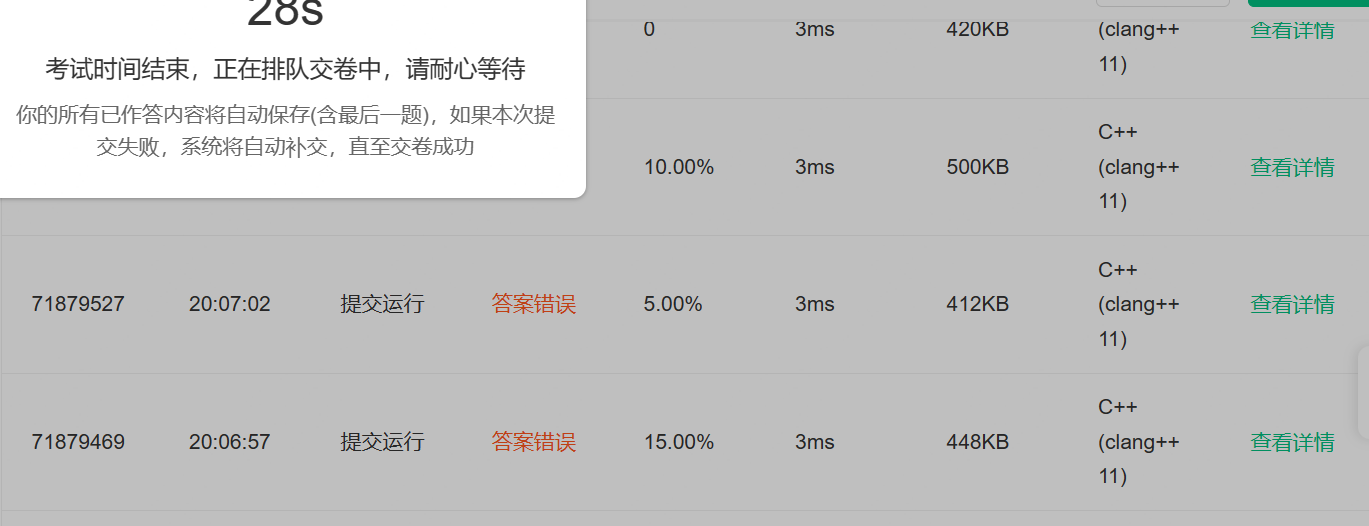 28s
考试时间结束，正在排队交卷中，请耐心等待
你的所有已作答内容将自动保存(含最后一题)，如果本次提
交失败，系统将自动补交，直至交卷成功
0 3ms 420KB (clang++ 查看详情
11)
C++
10.00% 3ms 500KB (clang++ 查看详情
11)
C++
71879527 20:07:02 提交运行 答案错误 5.00% 3ms 412KB (clang++ 查看详情
11)
C++
71879469 20:06:57 提交运行 答案错误 15.00% 3ms 448KB (clang++ 查看详情
11)